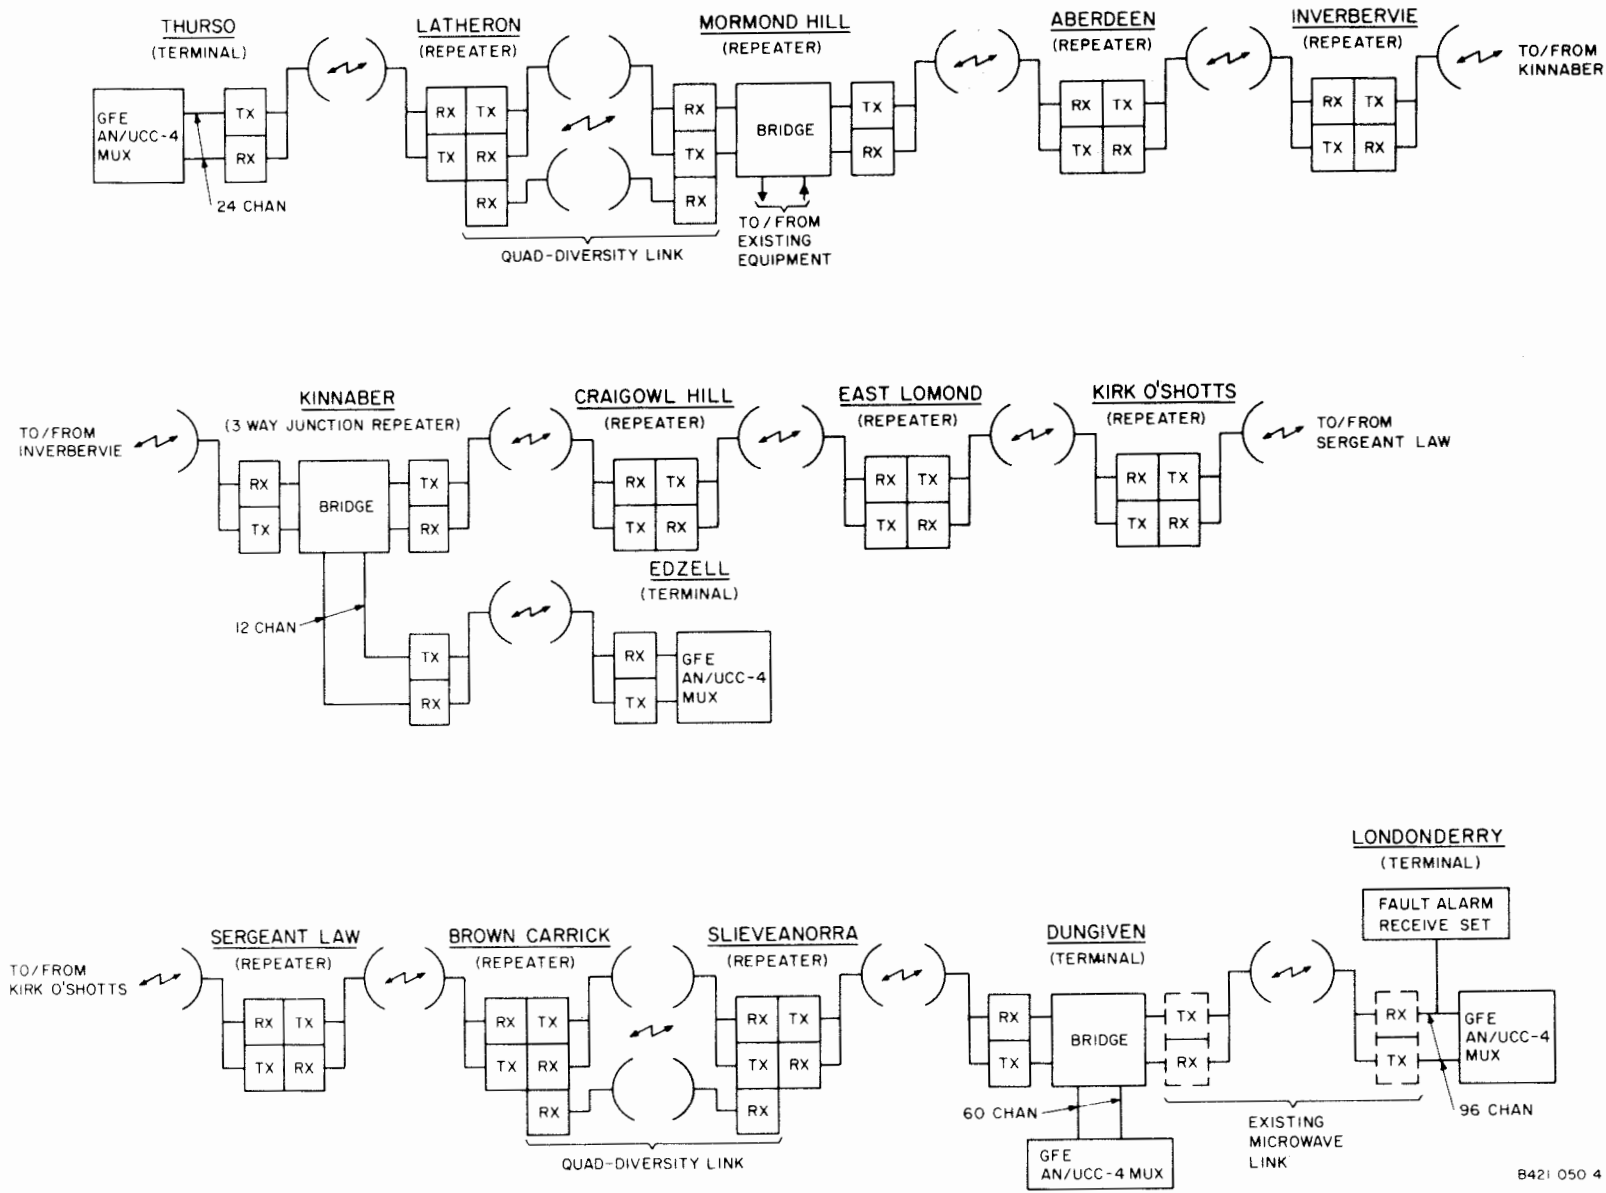 THURSO
(TERMINAL)
GFE
AN/UCC-4
MUX
TX
RX
24 CHAN
LATHERON
(REPEATER)
RX TX
TX RX
RX
QUAD-DIVERSITY LINK
MORMOND HILL
(REPEATER)
RX
TX
RX
BRIDGE
TO/FROM
EXISTING
EQUIPMENT
TX
RX
ABERDEEN
(REPEATER)
RX TX
TX RX
INVERBERVIE
(REPEATER)
RX TX
TX RX
TO/FROM
KINNABER
TO/FROM
INVERBERVIE
KINNABER
(3 WAY JUNCTION REPEATER)
RX
TX
BRIDGE
TX
RX
12 CHAN
TX
RX
CRAIGOWL HILL
(REPEATER)
RX TX
TX RX
EAST LOMOND
(REPEATER)
RX TX
TX RX
KIRK O'SHOTTS
(REPEATER)
RX TX
TX RX
TO/FROM
SERGEANT LAW
EDZELL
(TERMINAL)
RX
TX
GFE
AN/UCC-4
MUX
TO/FROM
KIRK O'SHOTTS
SERGEANT LAW
(REPEATER)
RX TX
TX RX
BROWN CARRICK
(REPEATER)
RX TX
TX RX
RX
QUAD-DIVERSITY LINK
SLIEVEANORRA
(REPEATER)
RX TX
TX RX
RX
DUNGIVEN
(TERMINAL)
RX
TX
BRIDGE
60 CHAN
GFE
AN/UCC-4 MUX
TX
RX
EXISTING
MICROWAVE
LINK
LONDONDERRY
(TERMINAL)
FAULT ALARM
RECEIVE SET
RX
TX
GFE
AN/UCC-4
MUX
96 CHAN
8421 050 4